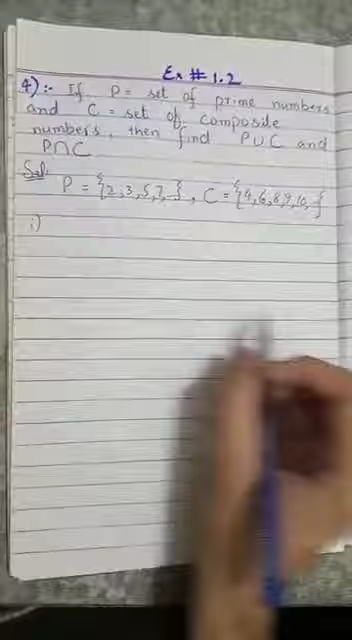 Ex # 1.2
4):- If P = set of prime numbers
and C = set of composite
numbers, then find P∪C and
P∩C
Sol:
P = {2,3,5,7, }, C = {4,6,8,9,10, }
i)